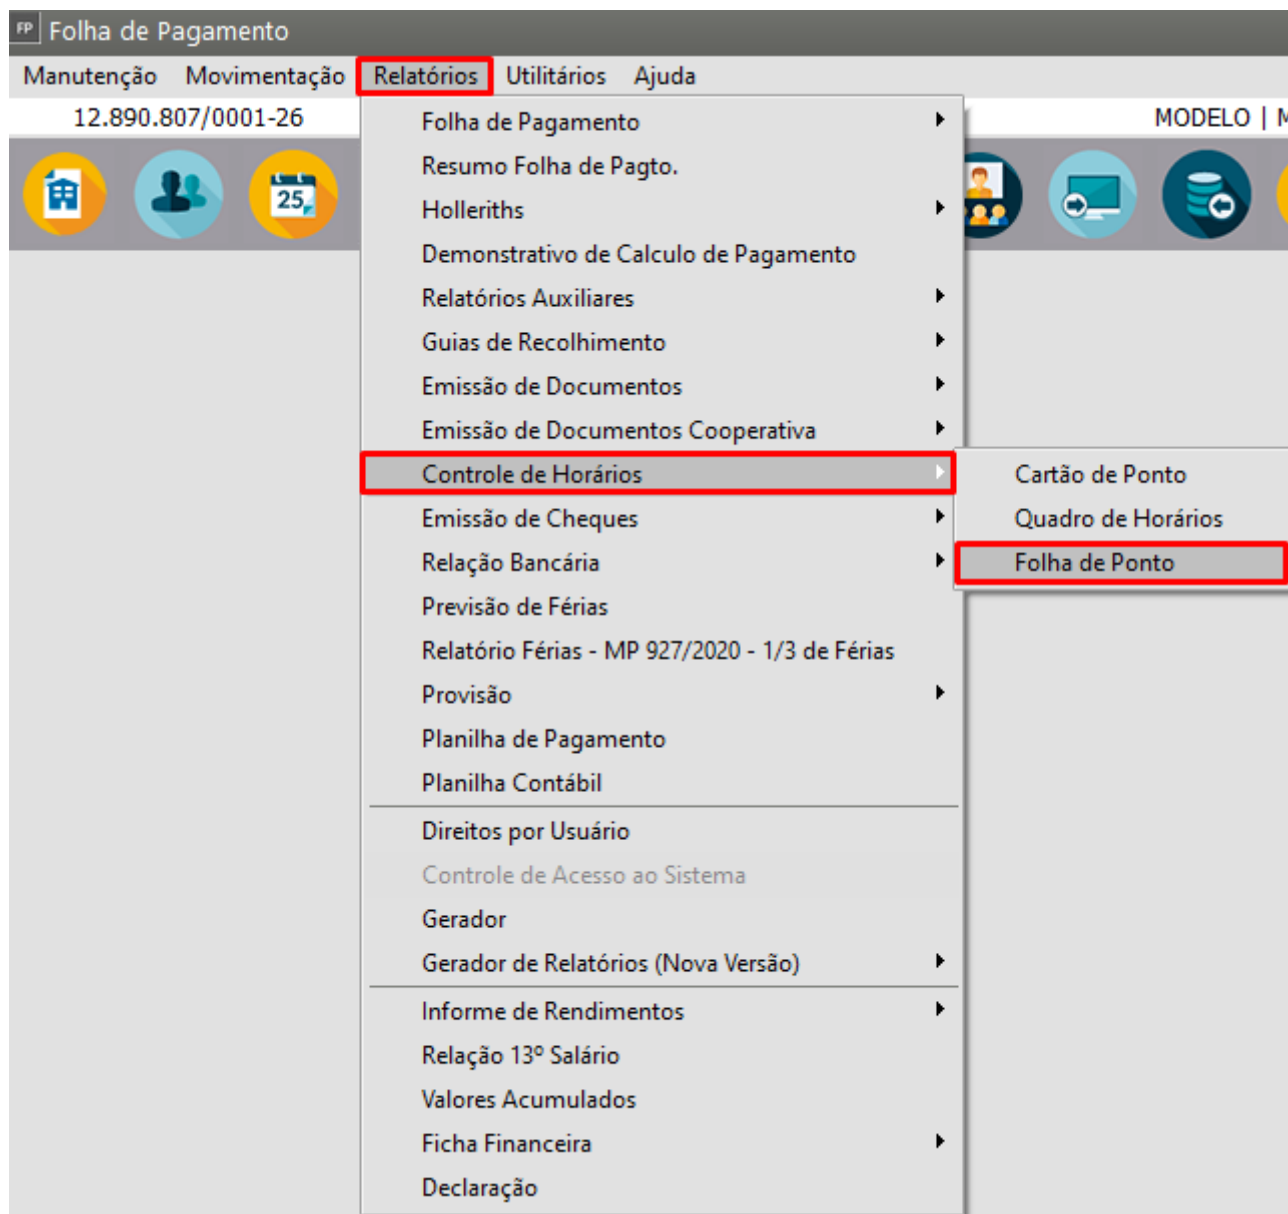 FP Folha de Pagamento
Manutenção Movimentação Relatórios Utilitários Ajuda
12.890.807/0001-26 MODELO | M
25
Folha de Pagamento
Resumo Folha de Pagto.
Holleriths
Demonstrativo de Calculo de Pagamento
Relatórios Auxiliares
Guias de Recolhimento
Emissão de Documentos
Emissão de Documentos Cooperativa
Controle de Horários
Cartão de Ponto
Quadro de Horários
Folha de Ponto
Emissão de Cheques
Relação Bancária
Previsão de Férias
Relatório Férias - MP 927/2020 - 1/3 de Férias
Provisão
Planilha de Pagamento
Planilha Contábil
Direitos por Usuário
Controle de Acesso ao Sistema
Gerador
Gerador de Relatórios (Nova Versão)
Informe de Rendimentos
Relação 13º Salário
Valores Acumulados
Ficha Financeira
Declaração